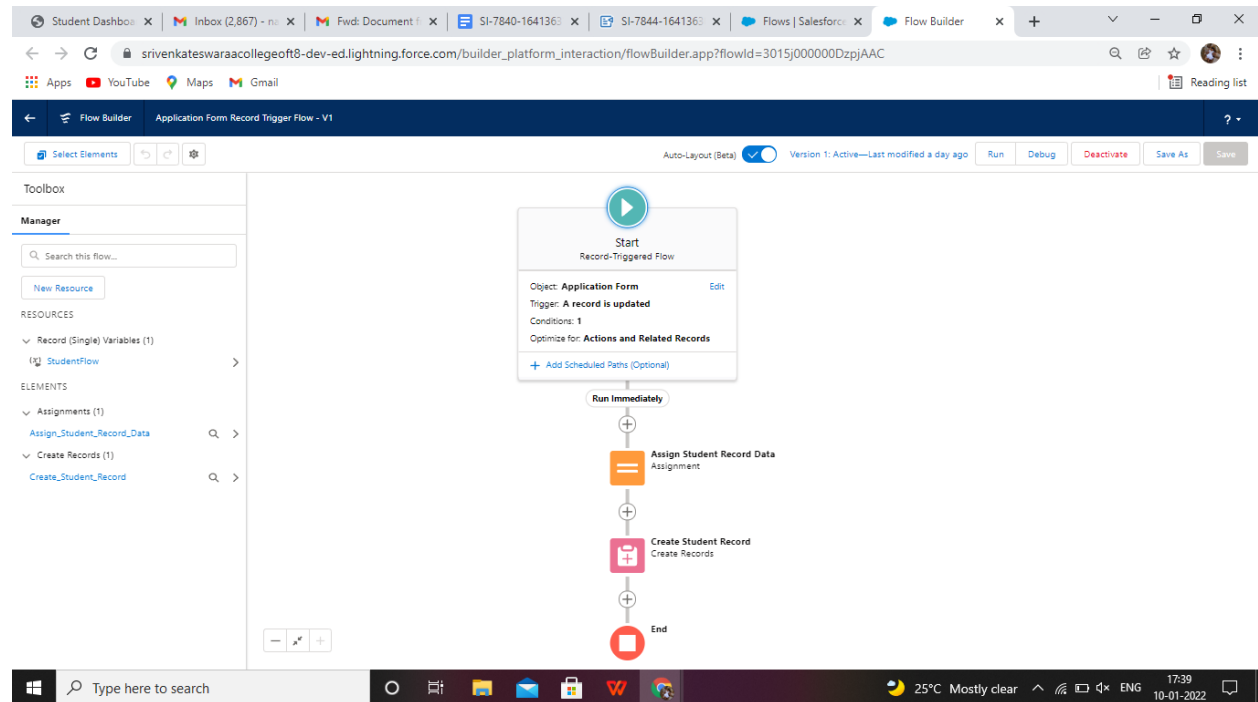 Student Dashboa
Inbox (2,867) - na
Fwd: Document f
SI-7840-1641363
SI-7844-1641363
Flows | Salesforce
Flow Builder
srivenkateswaraacollegeoft8-dev-ed.lightning.force.com/builder_platform_interaction/flowBuilder.app?flowId=3015j000000DzpjAAC
Apps
YouTube
Maps
Gmail
Reading list
Flow Builder
Application Form Record Trigger Flow - V1
?
Select Elements
Auto-Layout (Beta)
Version 1: Active—Last modified a day ago
Run
Debug
Deactivate
Save As
Save
Toolbox
Manager
Search this flow...
New Resource
RESOURCES
Record (Single) Variables (1)
StudentFlow
ELEMENTS
Assignments (1)
Assign_Student_Record_Data
Create Records (1)
Create_Student_Record
Start
Record-Triggered Flow
Object: Application Form
Edit
Trigger: A record is updated
Conditions: 1
Optimize for: Actions and Related Records
+ Add Scheduled Paths (Optional)
Run Immediately
Assign Student Record Data
Assignment
Create Student Record
Create Records
End
Type here to search
25°C Mostly clear
ENG
17:39
10-01-2022